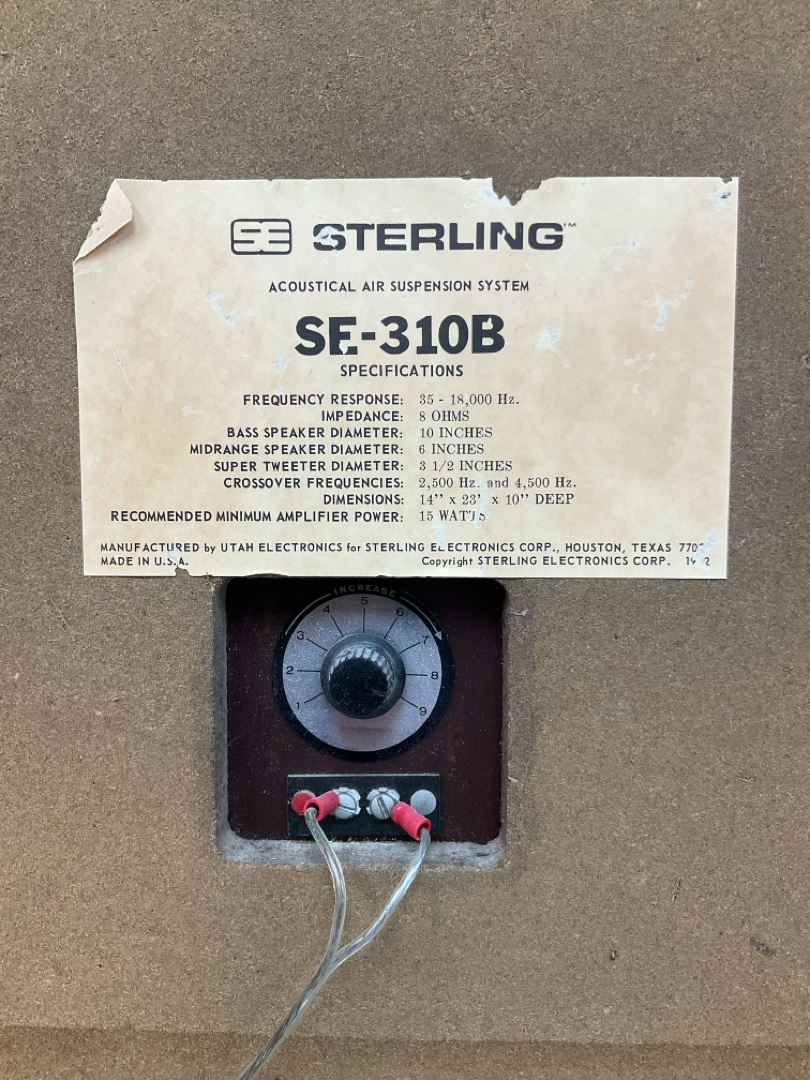 SE STERLING™
ACOUSTICAL AIR SUSPENSION SYSTEM
SE-310B
SPECIFICATIONS
FREQUENCY RESPONSE: 35 - 18,000 Hz.
IMPEDANCE: 8 OHMS
BASS SPEAKER DIAMETER: 10 INCHES
MIDRANGE SPEAKER DIAMETER: 6 INCHES
SUPER TWEETER DIAMETER: 3 1/2 INCHES
CROSSOVER FREQUENCIES: 2,500 Hz. and 4,500 Hz.
DIMENSIONS: 14" x 23' x 10" DEEP
RECOMMENDED MINIMUM AMPLIFIER POWER: 15 WATTS
MANUFACTURED by UTAH ELECTRONICS for STERLING ELECTRONICS CORP., HOUSTON, TEXAS
MADE IN U.S.A. Copyright STERLING ELECTRONICS CORP.
INCREASE
1 2 3 4 5 6 7 8 9